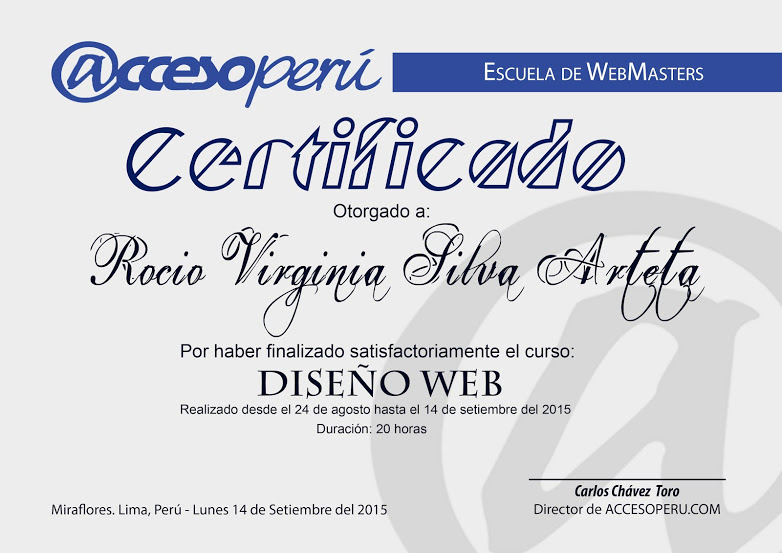 @ccesoperú
ESCUELA DE WEBMASTERS
Certificado
Otorgado a:
Rocio Virginia Silva Arteta
Por haber finalizado satisfactoriamente el curso:
DISEÑO WEB
Realizado desde el 24 de agosto hasta el 14 de setiembre del 2015
Duración: 20 horas
Carlos Chávez Toro
Miraflores. Lima, Perú - Lunes 14 de Setiembre del 2015
Director de ACCESOPERU.COM